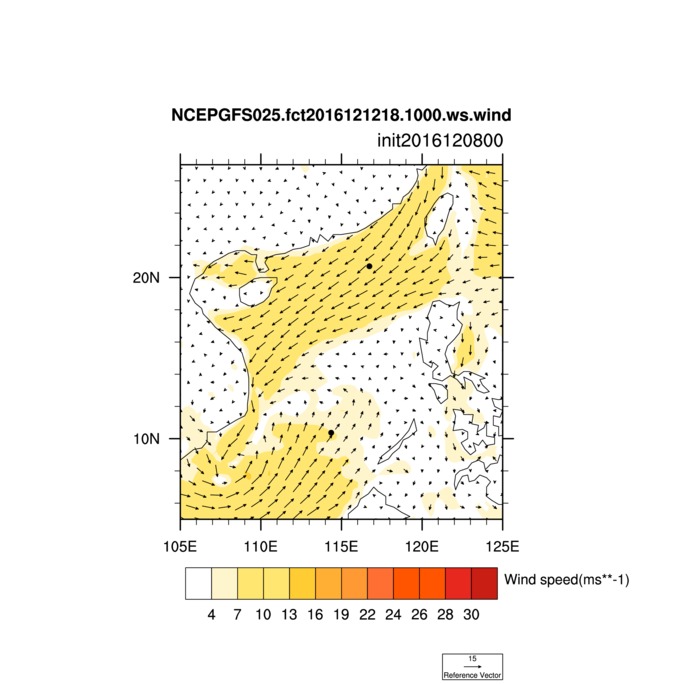 NCEPGFS025.fct2016121218.1000.ws.wind
init2016120800
20N
10N
105E 110E 115E 120E 125E
Wind speed(ms**-1)
4 7 10 13 16 19 22 24 26 28 30
15
Reference Vector